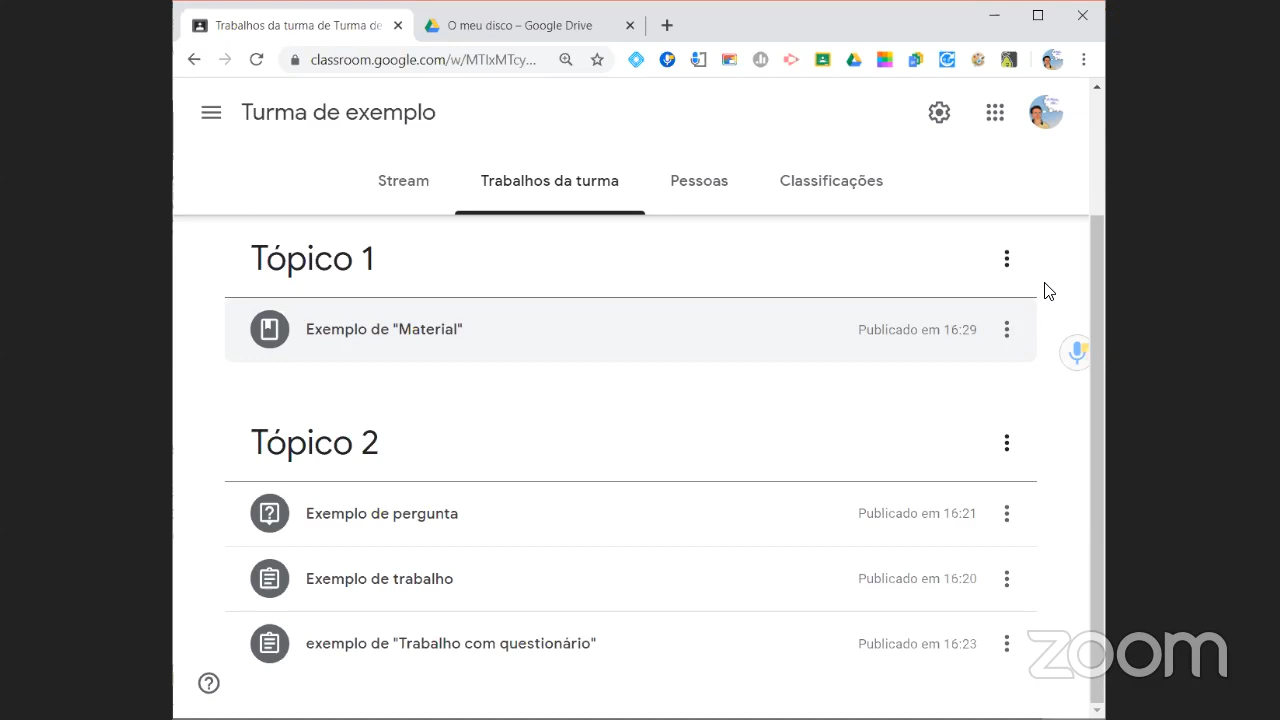 Trabalhos da turma de Turma de
O meu disco – Google Drive
classroom.google.com/w/MTIxMTcy...
Turma de exemplo
Stream
Trabalhos da turma
Pessoas
Classificações
Tópico 1
Exemplo de "Material"
Publicado em 16:29
Tópico 2
Exemplo de pergunta
Publicado em 16:21
Exemplo de trabalho
Publicado em 16:20
exemplo de "Trabalho com questionário"
Publicado em 16:23
zoom